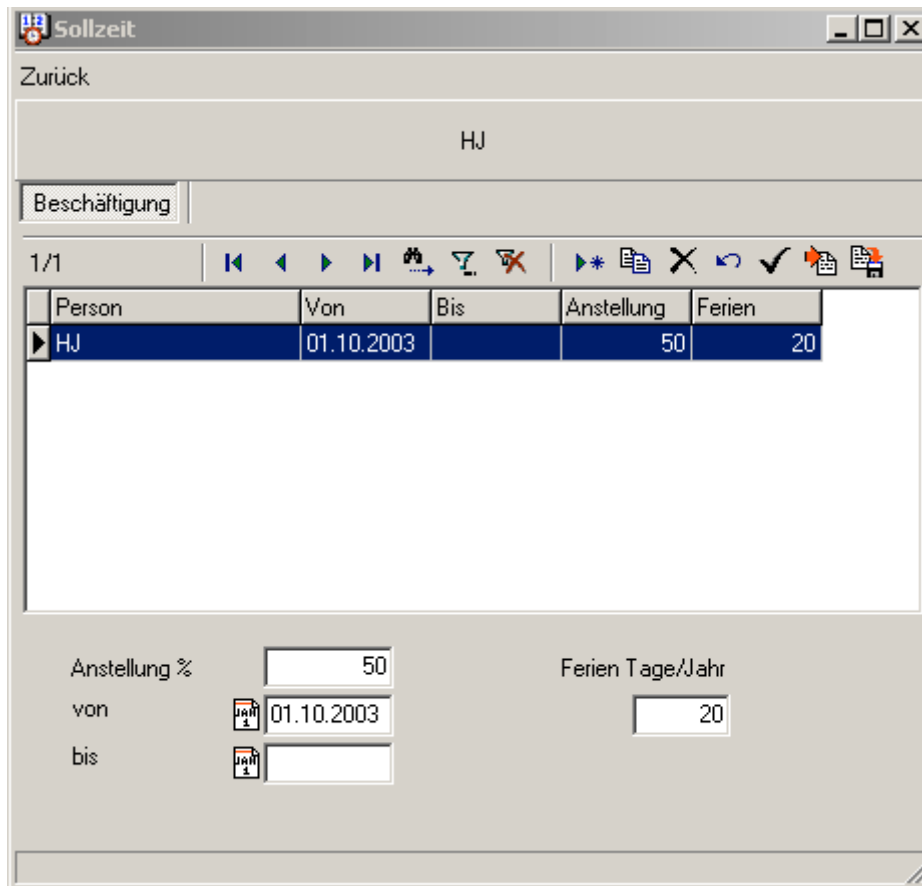 Sollzeit
Zurück
HJ
Beschäftigung
1/1
Person Von Bis Anstellung Ferien
HJ 01.10.2003 50 20
Anstellung % 50 Ferien Tage/Jahr
von 01.10.2003 20
bis